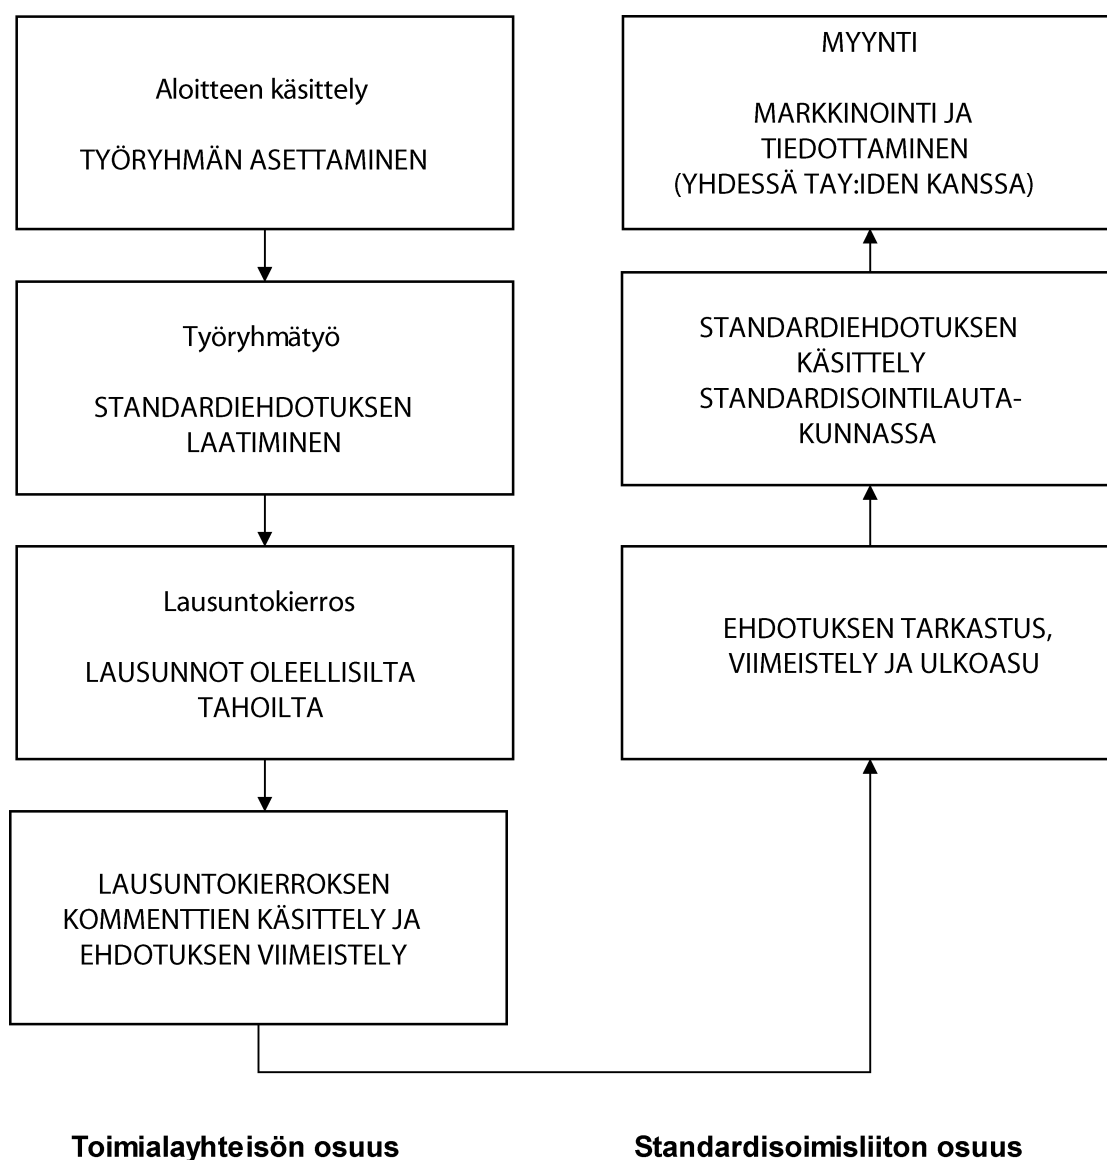 Aloitteen käsittely
TYÖRYHMÄN ASETTAMINEN
Työryhmätyö
STANDARDIEHDOTUKSEN
LAATIMINEN
Lausuntokierros
LAUSUNNOT OLEELLISILTA
TAHOILTA
LAUSUNTOKIERROKSEN
KOMMENTTIEN KÄSITTELY JA
EHDOTUKSEN VIIMEISTELY
Toimialayhteisön osuus
MYYNTI
MARKKINOINTI JA
TIEDOTTAMINEN
(YHDESSÄ TAY:IDEN KANSSA)
STANDARDIEHDOTUKSEN
KÄSITTELY
STANDARDISOINTILAUTA-
KUNNASSA
EHDOTUKSEN TARKASTUS,
VIIMEISTELY JA ULKOASU
Standardisoimisliiton osuus